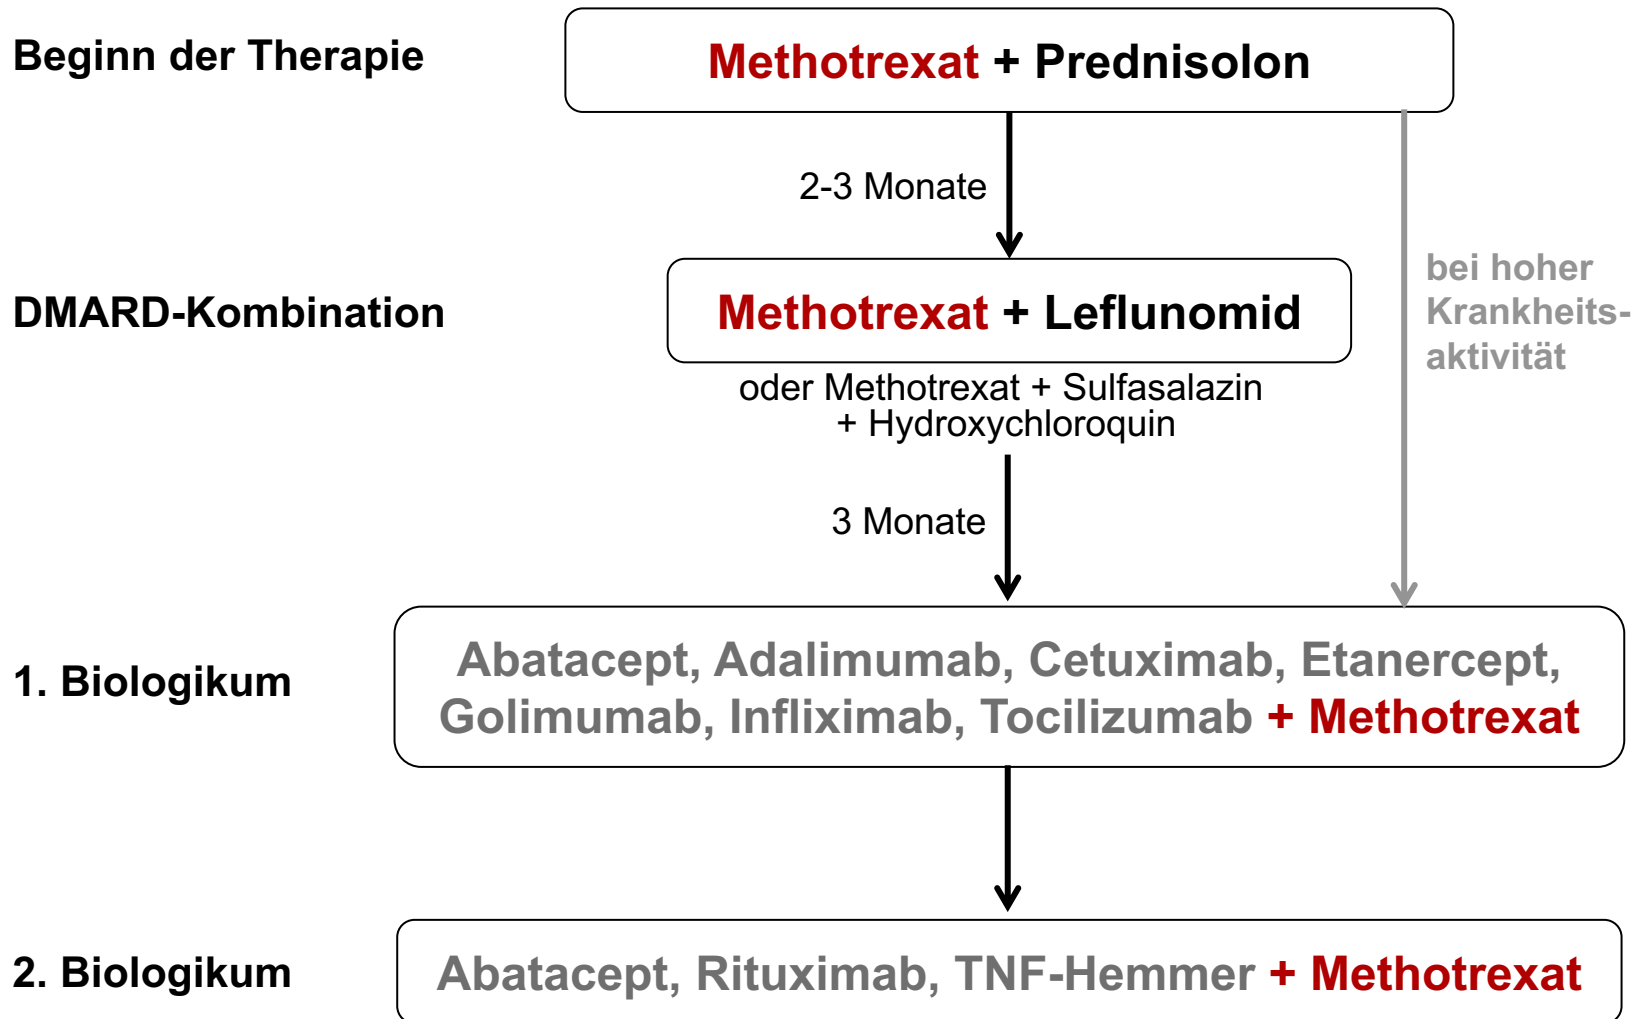 Beginn der Therapie
Methotrexat + Prednisolon
2-3 Monate
bei hoher
Krankheits-
aktivität
DMARD-Kombination
Methotrexat + Leflunomid
oder Methotrexat + Sulfasalazin
+ Hydroxychloroquin
3 Monate
1. Biologikum
Abatacept, Adalimumab, Cetuximab, Etanercept,
Golimumab, Infliximab, Tocilizumab + Methotrexat
2. Biologikum
Abatacept, Rituximab, TNF-Hemmer + Methotrexat